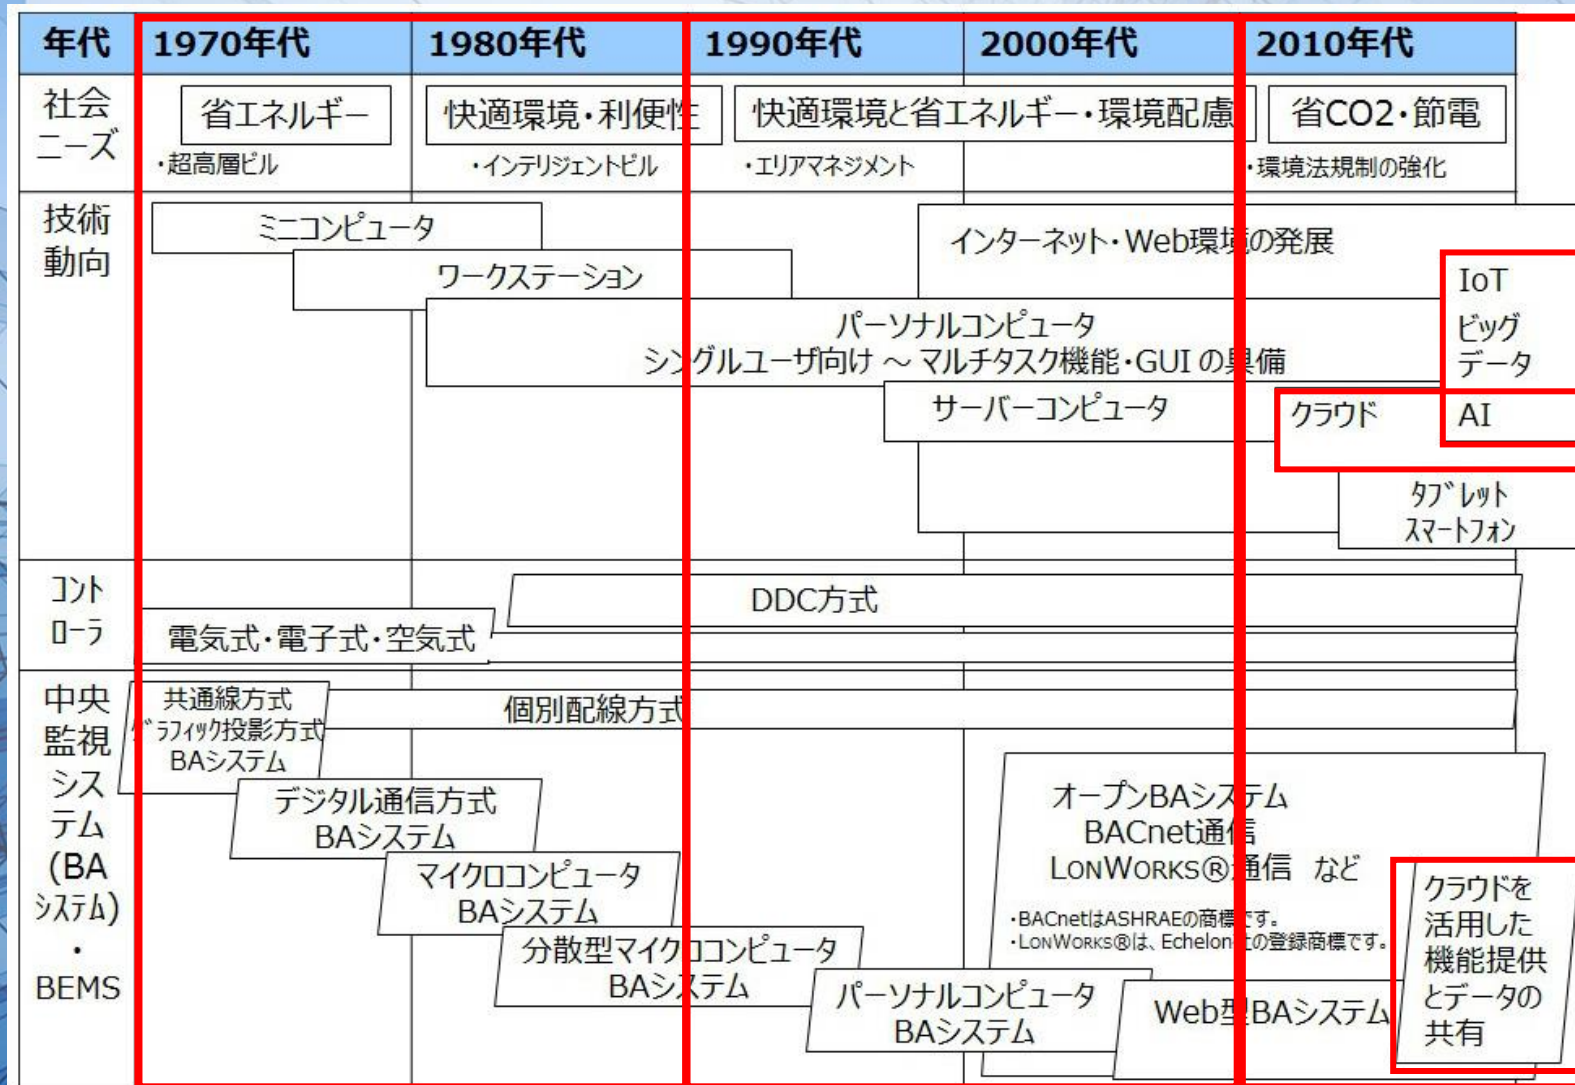 年代
1970年代
1980年代
1990年代
2000年代
2010年代
社会
ニーズ
省エネルギー
快適環境・利便性
快適環境と省エネルギー・環境配慮
省CO2・節電
・超高層ビル
・インテリジェントビル
・エリアマネジメント
・環境法規制の強化
技術
動向
ミニコンピュータ
ワークステーション
インターネット・Web環境の発展
パーソナルコンピュータ
シングルユーザ向け ～ マルチタスク機能・GUI の具備
IoT
ビッグ
データ
サーバーコンピュータ
クラウド
AI
タブレット
スマートフォン
コント
ローラ
DDC方式
電気式・電子式・空気式
中央
監視
シス
テム
(BA
システム)
・
BEMS
共通線方式
グラフィック投影方式
BAシステム
個別配線方式
デジタル通信方式
BAシステム
マイクロコンピュータ
BAシステム
分散型マイクロコンピュータ
BAシステム
パーソナルコンピュータ
BAシステム
オープンBAシステム
BACnet通信
LONWORKS®通信 など
・BACnetはASHRAEの商標です。
・LONWORKS®は、Echelon社の登録商標です。
Web型BAシステム
クラウドを
活用した
機能提供
とデータの
共有